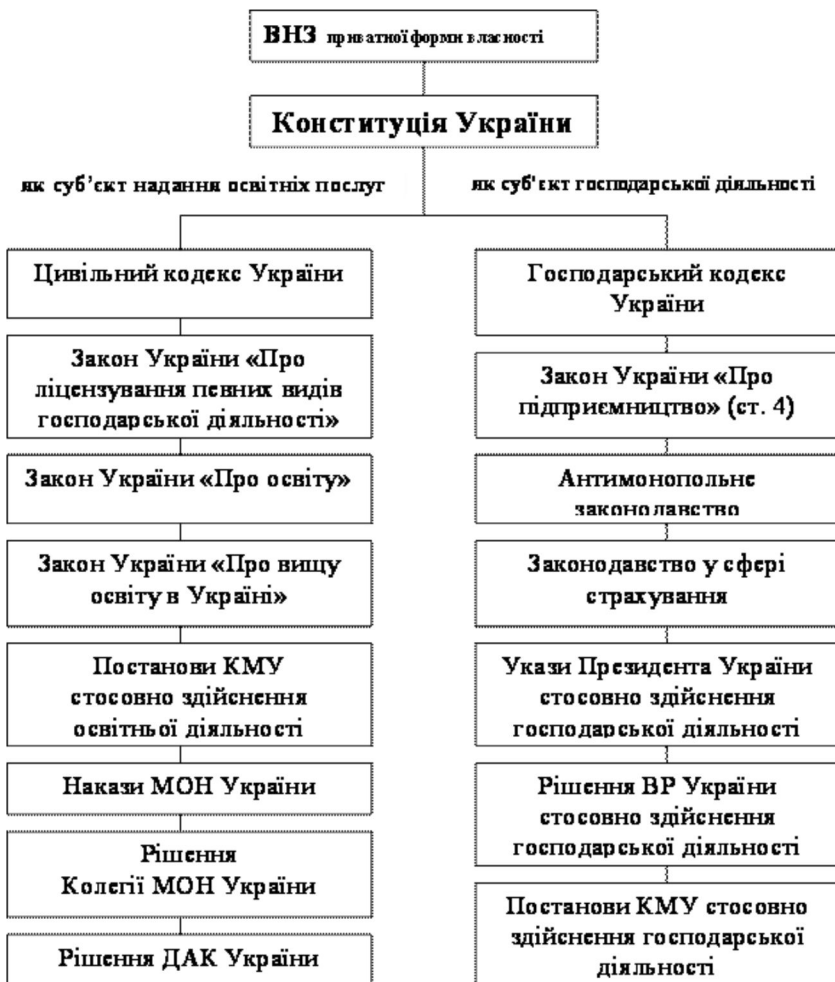 ВНЗ приватної форми власності
Конституція України
як суб’єкт надання освітніх послуг
як суб'єкт господарської діяльності
Цивільний кодекс України
Закон України «Про
ліцензування певних видів
господарської діяльності»
Закон України «Про освіту»
Закон України «Про вищу
освіту в Україні»
Постанови КМУ
стосовно здійснення
освітньої діяльності
Накази МОН України
Рішення
Колегії МОН України
Рішення ДАК України
Господарський кодекс
України
Закон України «Про
підприємництво» (ст. 4)
Антимонопольне
законодавство
Законодавство у сфері
страхування
Укази Президента України
стосовно здійснення
господарської діяльності
Рішення ВР України
стосовно здійснення
господарської діяльності
Постанови КМУ стосовно
здійснення господарської
діяльності